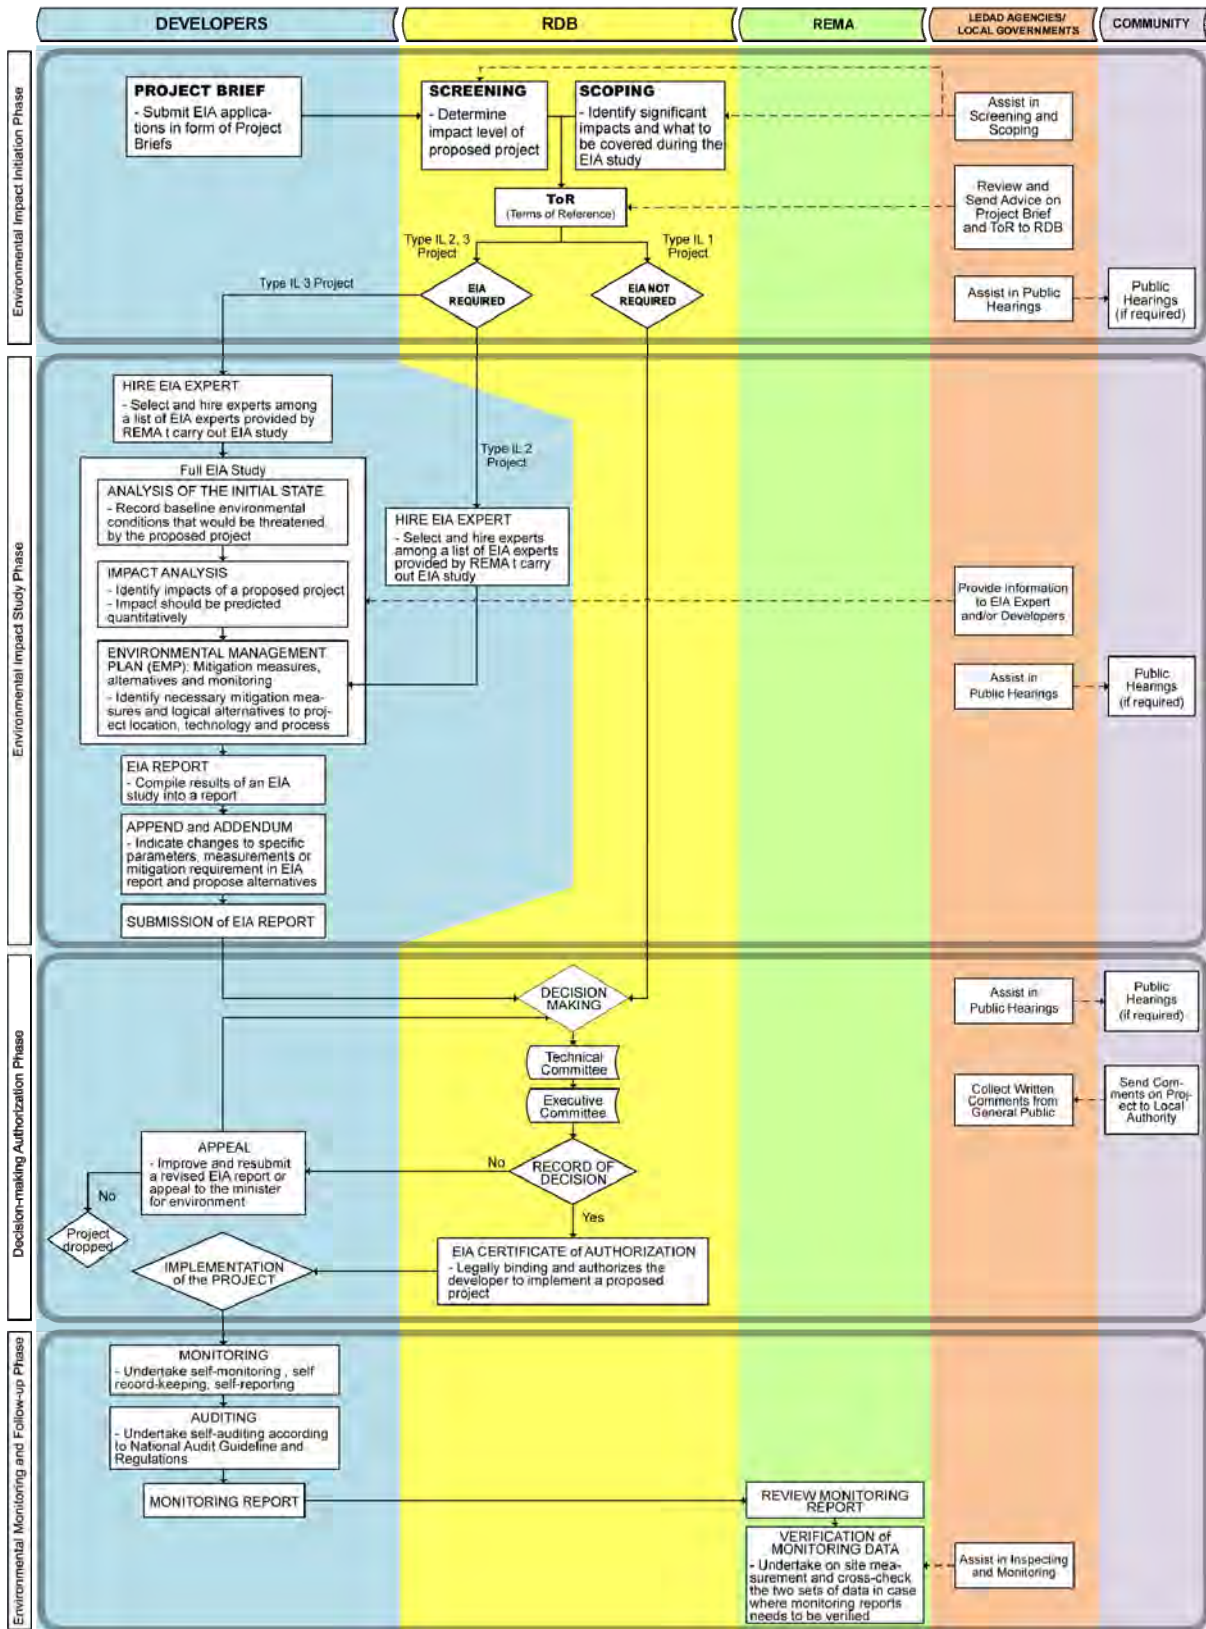 DEVELOPERS
RDB
REMA
LEDAD AGENCIES/
LOCAL GOVERNMENTS
COMMUNITY
Environmental Impact Initiation Phase
PROJECT BRIEF
- Submit EIA applica-
tions in form of Project
Briefs
SCREENING
- Determine
impact level of
proposed project
SCOPING
- Identify significant
impacts and what to
be covered during the
EIA study
Assist in
Screening and
Scoping
ToR
(Terms of Reference)
Review and
Send Advice on
Project Brief
and ToR to RDB
Type IL 2, 3
Project
Type IL 1
Project
Type IL 3 Project
EIA
REQUIRED
EIA NOT
REQUIRED
Assist in Public
Hearings
Public
Hearings
(if required)
Environmental Impact Study Phase
HIRE EIA EXPERT
- Select and hire experts among
a list of EIA experts provided by
REMA t carry out EIA study
Type IL 2
Project
Full EIA Study
ANALYSIS OF THE INITIAL STATE
- Record baseline environmental
conditions that would be threatened
by the proposed project
HIRE EIA EXPERT
- Select and hire experts
among a list of EIA experts
provided by REMA t carry
out EIA study
IMPACT ANALYSIS
- Identify impacts of a proposed project
- Impact should be predicted
quantitatively
Provide Information
to EIA Expert
and/or Developers
ENVIRONMENTAL MANAGEMENT
PLAN (EMP): Mitigation measures,
alternatives and monitoring
- Identify necessary mitigation mea-
sures and logical alternatives to proj-
ect location, technology and process
Assist in
Public Hearings
Public
Hearings
(if required)
EIA REPORT
- Compile results of an EIA
study into a report
APPEND and ADDENDUM
- Indicate changes to specific
parameters, measurements or
mitigation requirement in EIA
report and propose alternatives
SUBMISSION of EIA REPORT
Decision-making Authorization Phase
DECISION
MAKING
Assist in
Public Hearings
Public
Hearings
(if required)
Technical
Committee
Executive
Committee
Collect Written
Comments from
General Public
Send Com-
ments on Proj-
ect to Local
Authority
APPEAL
- Improve and resubmit
a revised EIA report or
appeal to the minister
for environment
No
RECORD OF
DECISION
No
Yes
Project
dropped
IMPLEMENTATION
of the PROJECT
EIA CERTIFICATE of AUTHORIZATION
- Legally binding and authorizes the
developer to implement a proposed
project
Environmental Monitoring and Follow-up Phase
MONITORING
- Undertake self-monitoring , self
record-keeping, self-reporting
AUDITING
- Undertake self-auditing according
to National Audit Guideline and
Regulations
MONITORING REPORT
REVIEW MONITORING
REPORT
VERIFICATION of
MONITORING DATA
- Undertake on site mea-
surement and cross-check
the two sets of data in case
where monitoring reports
needs to be verified
Assist in Inspecting
and Monitoring